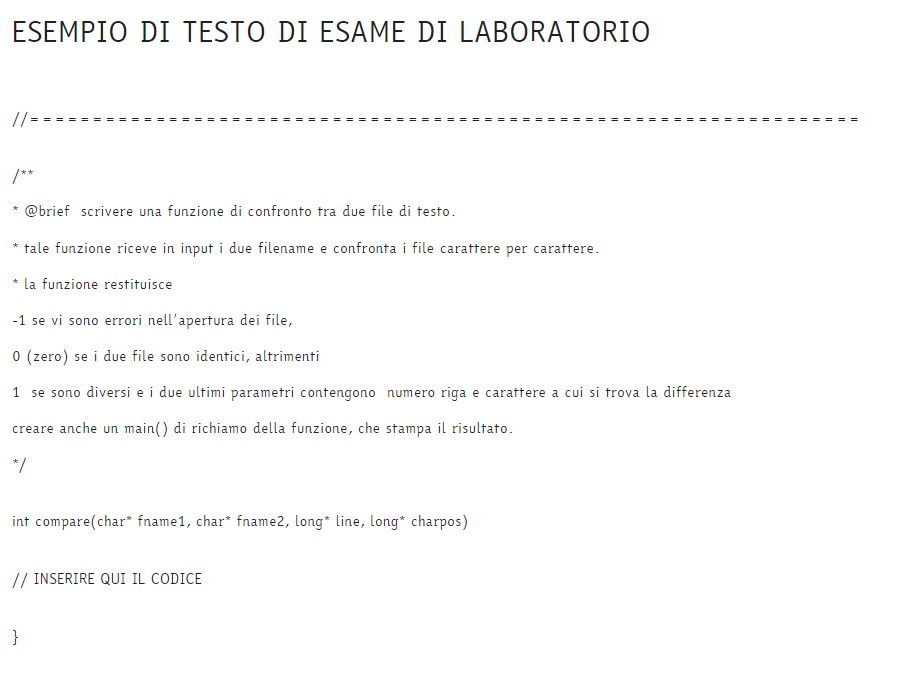 ESEMPIO DI TESTO DI ESAME DI LABORATORIO
//==================================================================
/**
* @brief  scrivere una funzione di confronto tra due file di testo.
* tale funzione riceve in input i due filename e confronta i file carattere per carattere.
* la funzione restituisce
-1 se vi sono errori nell’apertura dei file,
0 (zero) se i due file sono identici, altrimenti
1  se sono diversi e i due ultimi parametri contengono  numero riga e carattere a cui si trova la differenza
creare anche un main() di richiamo della funzione, che stampa il risultato.
*/
int compare(char* fname1, char* fname2, long* line, long* charpos)
// INSERIRE QUI IL CODICE
}